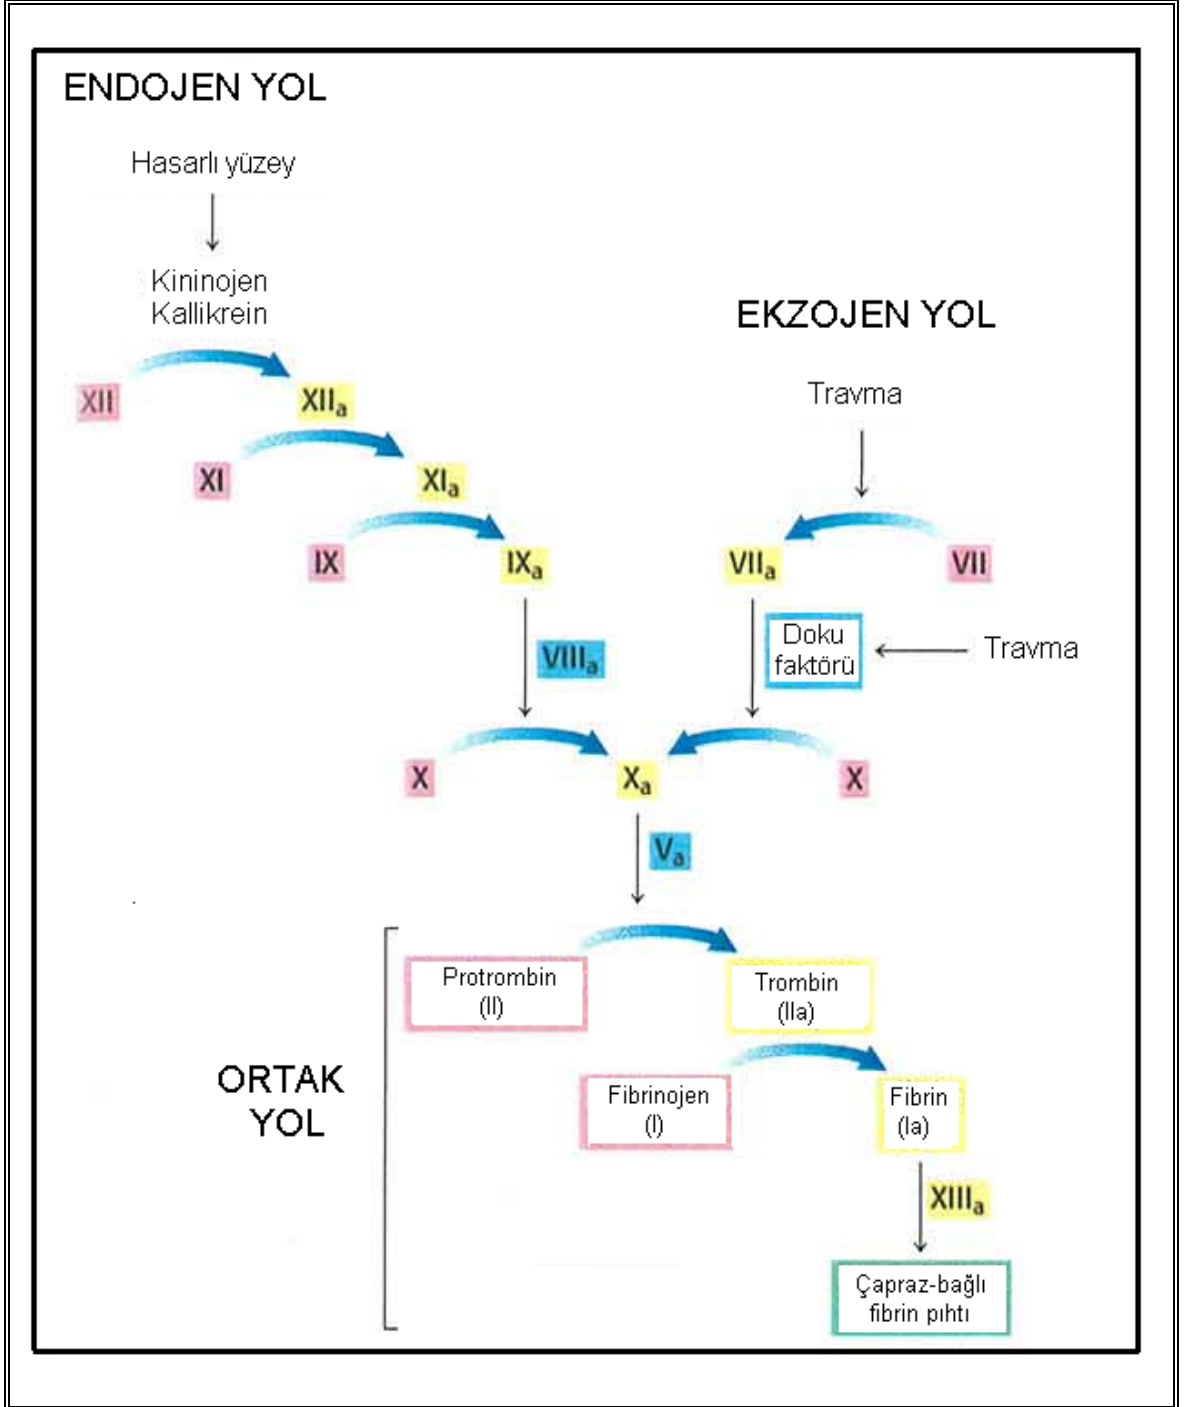 ENDOJEN YOL
Hasarlı yüzey
Kininojen
Kallikrein
EKZOJEN YOL
XII
XIIa
Travma
XI
XIa
IX
IXa
VIIa
VII
VIIIa
Doku
faktörü
Travma
X
Xa
X
Va
Protrombin
(II)
Trombin
(IIa)
ORTAK
YOL
Fibrinojen
(I)
Fibrin
(Ia)
XIIIa
Çapraz-bağlı
fibrin pıhtı